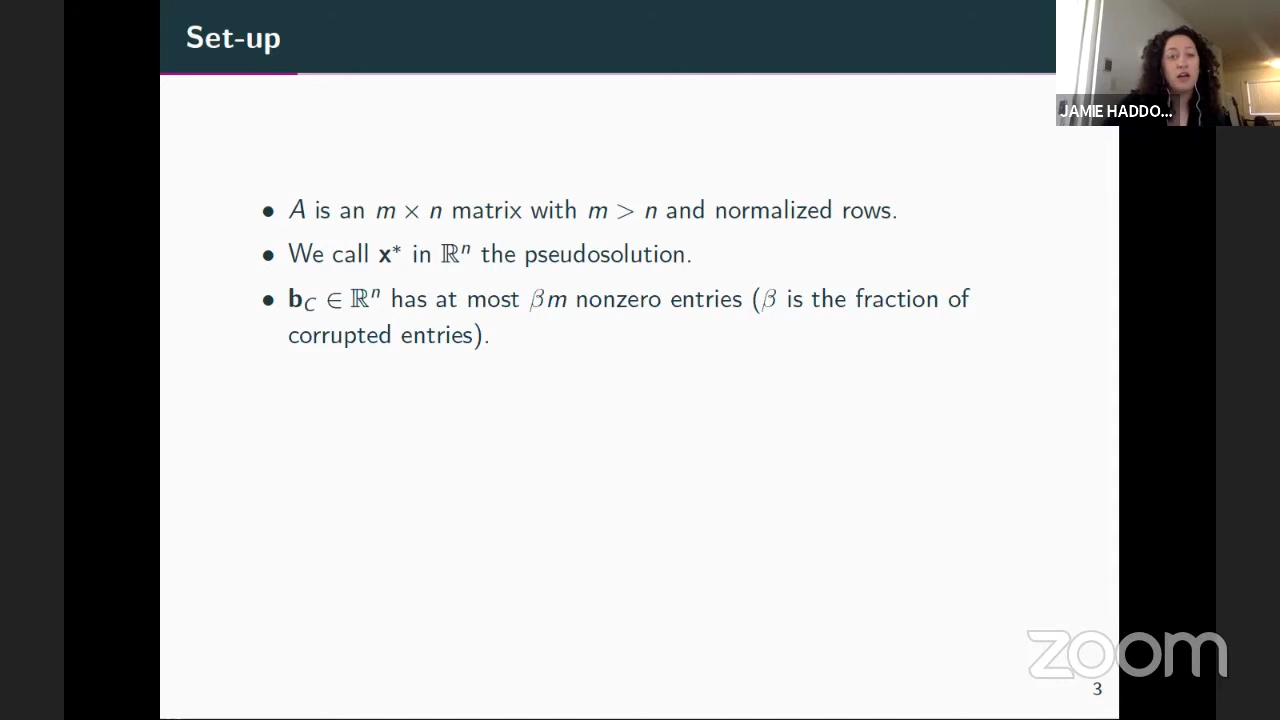 Set-up
JAMIE HADDO...
• A is an m × n matrix with m > n and normalized rows.
• We call x* in ℝⁿ the pseudosolution.
• b_C ∈ ℝⁿ has at most βm nonzero entries (β is the fraction of
corrupted entries).
zoom
3